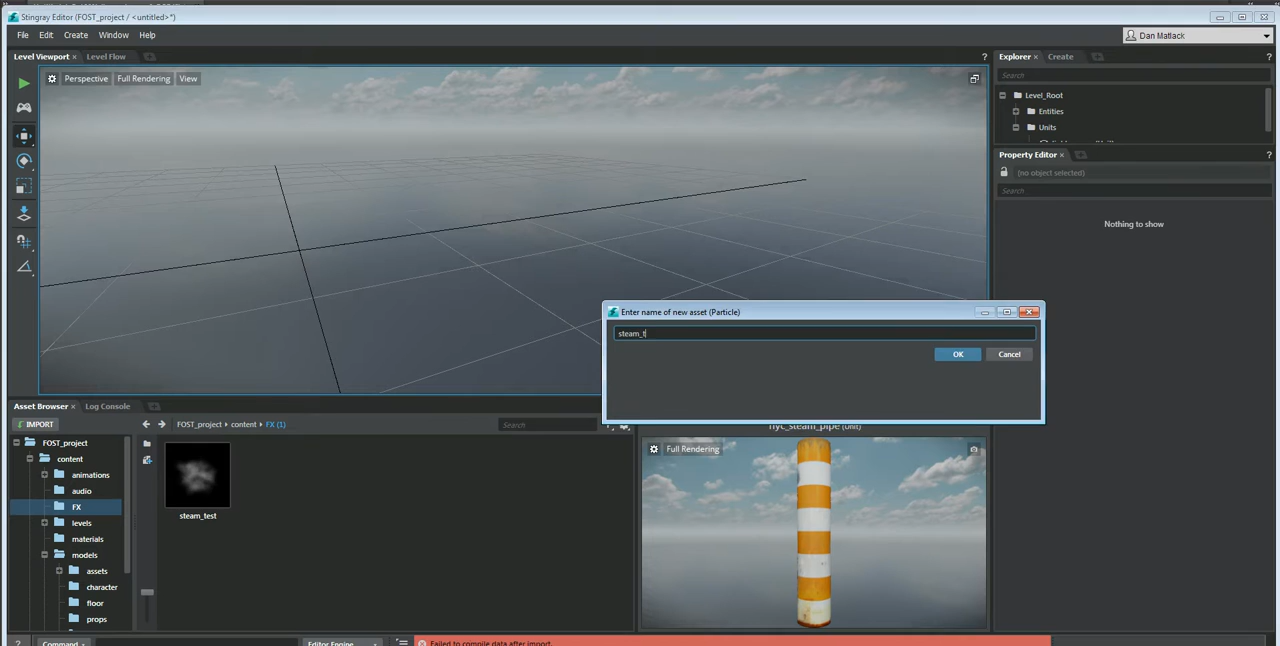 Stingray Editor (FOST_project / <untitled>*)
File Edit Create Window Help
Dan Matlack
Level Viewport × Level Flow
?
Explorer × Create
?
Perspective Full Rendering View
Search
Level_Root
Entities
Units
Property Editor ×
?
(no object selected)
Search
Nothing to show
Enter name of new asset (Particle)
steam_t
OK Cancel
Asset Browser × Log Console
IMPORT
FOST_project › content › FX (1)
Search
nyc_steam_pipe (Unit)
FOST_project
content
animations
audio
FX
levels
materials
models
assets
character
floor
props
steam_test
Full Rendering
? Command
Editor Engine
Failed to compile data after import.